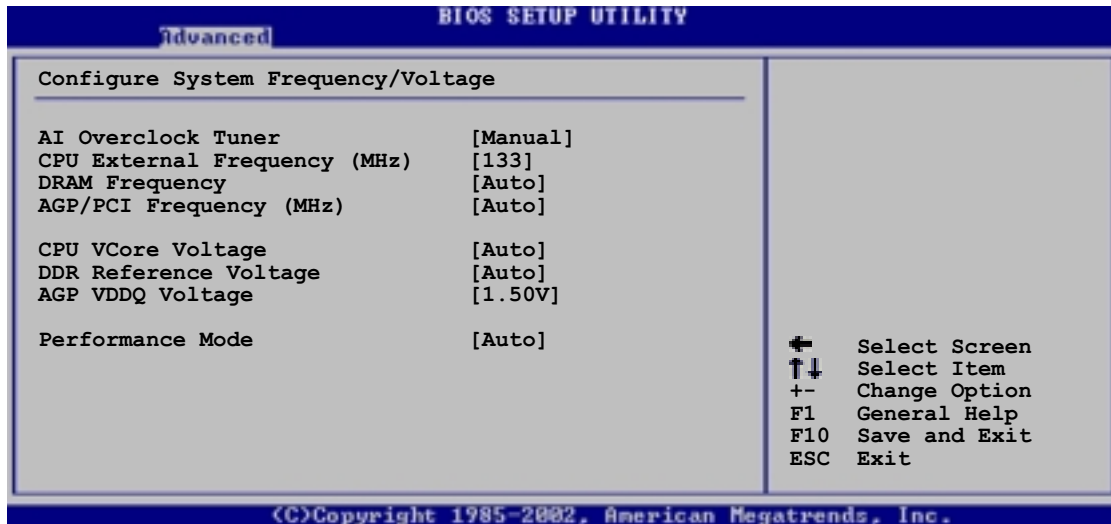 BIOS SETUP UTILITY
Advanced
Configure System Frequency/Voltage
AI Overclock Tuner [Manual]
CPU External Frequency (MHz) [133]
DRAM Frequency [Auto]
AGP/PCI Frequency (MHz) [Auto]
CPU VCore Voltage [Auto]
DDR Reference Voltage [Auto]
AGP VDDQ Voltage [1.50V]
Performance Mode [Auto]
← Select Screen
↑↓ Select Item
+- Change Option
F1 General Help
F10 Save and Exit
ESC Exit
(C)Copyright 1985-2002, American Megatrends, Inc.